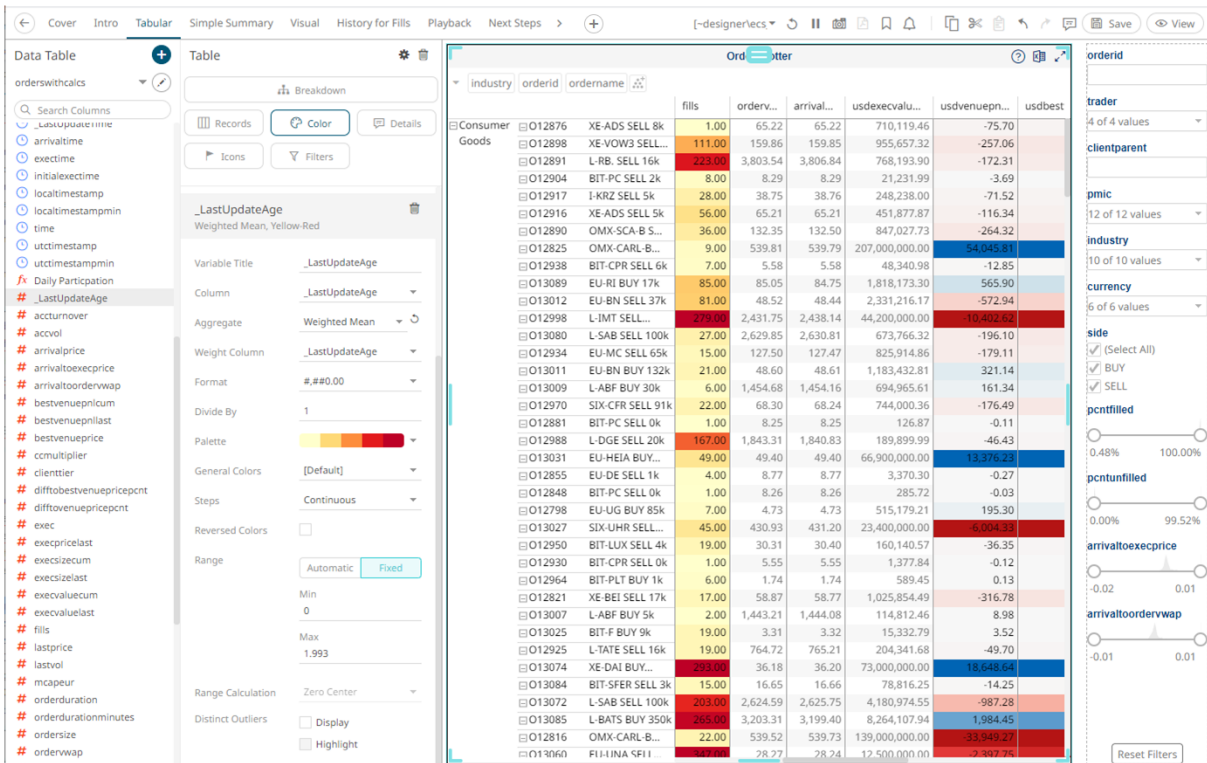 Cover Intro Tabular Simple Summary Visual History for Fills Playback Next Steps > + [~designer\ecs Save View
Data Table
orderswithcalcs
Search Columns
_LastUpdateTime
arrivaltime
exectime
initialexectime
localtimestamp
localtimestampmin
time
utctimestamp
utctimestampmin
fx Daily Particpation
# _LastUpdateAge
# accturnover
# accvol
# arrivalprice
# arrivaltoexecprice
# arrivaltoordervwap
# bestvenuepnlcum
# bestvenuepnllast
# bestvenueprice
# ccmultiplier
# clienttier
# difftobestvenuepricepcnt
# difftovenuepricepcnt
# exec
# execpricelast
# execsizecum
# execsizelast
# execvaluecum
# execvaluelast
# fills
# lastprice
# lastvol
# mcapeur
# orderduration
# orderdurationminutes
# ordersize
# ordervwap
Table
Breakdown
Records Color Details
Icons Filters
_LastUpdateAge
Weighted Mean, Yellow-Red
Variable Title _LastUpdateAge
Column _LastUpdateAge
Aggregate Weighted Mean
Weight Column _LastUpdateAge
Format #,##0.00
Divide By 1
Palette
General Colors [Default]
Steps Continuous
Reversed Colors
Range Automatic Fixed
Min
0
Max
1.993
Range Calculation Zero Center
Distinct Outliers Display
Highlight
industry orderid ordername
fills orderv... arrival... usdexecvalu... usdvenuepn... usdbest
Consumer Goods O12876 XE-ADS SELL 8k 1.00 65.22 65.22 710,119.46 -75.70
O12898 XE-VOW3 SELL... 111.00 159.86 159.85 955,657.32 -257.06
O12891 L-RB. SELL 16k 223.00 3,803.54 3,806.84 768,193.90 -172.31
O12904 BIT-PC SELL 2k 8.00 8.29 8.29 21,231.99 -3.69
O12917 I-KRZ SELL 5k 28.00 38.75 38.76 248,238.00 -71.52
O12916 XE-ADS SELL 5k 56.00 65.21 65.21 451,877.87 -116.34
O12890 OMX-SCA-B S... 36.00 132.35 132.50 847,027.73 -264.32
O12825 OMX-CARL-B... 9.00 539.81 539.79 207,000,000.00 54,045.81
O12938 BIT-CPR SELL 6k 7.00 5.58 5.58 48,340.98 -12.85
O13089 EU-RI BUY 17k 85.00 85.05 84.75 1,818,173.30 565.90
O13012 EU-BN SELL 37k 81.00 48.52 48.44 2,331,216.17 -572.94
O12998 L-IMT SELL... 279.00 2,431.75 2,438.14 44,200,000.00 -10,402.62
O13080 L-SAB SELL 100k 27.00 2,629.85 2,630.81 673,766.32 -196.10
O12934 EU-MC SELL 65k 15.00 127.50 127.47 825,914.86 -179.11
O13011 EU-BN BUY 132k 21.00 48.60 48.61 1,183,432.81 321.14
O13009 L-ABF BUY 30k 6.00 1,454.68 1,454.16 694,965.61 161.34
O12970 SIX-CFR SELL 91k 22.00 68.30 68.24 744,000.36 -176.49
O12881 BIT-PC SELL 0k 1.00 8.25 8.25 126.87 -0.11
O12988 L-DGE SELL 20k 167.00 1,843.31 1,840.83 189,899.99 -46.43
O13031 EU-HEIA BUY... 49.00 49.40 49.40 66,900,000.00 13,376.23
O12855 EU-DE SELL 1k 4.00 8.77 8.77 3,370.30 -0.27
O12848 BIT-PC SELL 0k 1.00 8.26 8.26 285.72 -0.03
O12798 EU-UG BUY 85k 7.00 4.73 4.73 515,179.21 195.30
O13027 SIX-UHR SELL... 45.00 430.93 431.20 23,400,000.00 -6,004.33
O12950 BIT-LUX SELL 4k 19.00 30.31 30.40 160,140.57 -36.35
O12930 BIT-CPR SELL 0k 1.00 5.55 5.55 1,377.84 -0.12
O12964 BIT-PLT BUY 1k 6.00 1.74 1.74 589.45 0.13
O12821 XE-BEI SELL 17k 17.00 58.87 58.77 1,025,854.49 -316.78
O13007 L-ABF BUY 5k 2.00 1,443.21 1,444.08 114,812.46 8.98
O13025 BIT-F BUY 9k 19.00 3.31 3.32 15,332.79 3.52
O12925 L-TATE SELL 16k 19.00 764.72 765.21 204,341.68 -49.70
O13074 XE-DAI BUY... 293.00 36.18 36.20 73,000,000.00 18,648.64
O13084 BIT-SFER SELL 3k 15.00 16.65 16.66 78,816.25 -14.25
O13072 L-SAB SELL 100k 203.00 2,624.59 2,625.75 4,180,974.55 -987.28
O13085 L-BATS BUY 350k 265.00 3,203.31 3,199.40 8,264,107.94 1,984.45
O12816 OMX-CARL-B... 22.00 539.52 539.73 139,000,000.00 -33,949.27
O13060 EU-UNA SELL... 347.00 28.27 28.24 12,500,000.00 -2,397.75
orderid
trader
4 of 4 values
clientparent
pmic
12 of 12 values
industry
10 of 10 values
currency
6 of 6 values
side
(Select All)
BUY
SELL
pcntfilled
0.48% 100.00%
pcntunfilled
0.00% 99.52%
arrivaltoexecprice
-0.02 0.01
arrivaltoordervwap
-0.01 0.01
Reset Filters